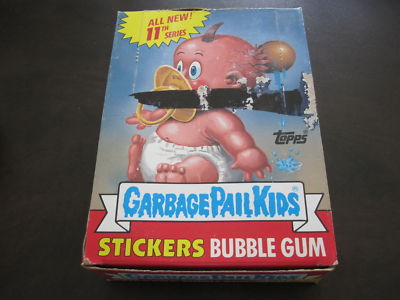 ALL NEW!
11TH
SERIES
topps®
GARBAGE PAIL KIDS®
STICKERS BUBBLE GUM